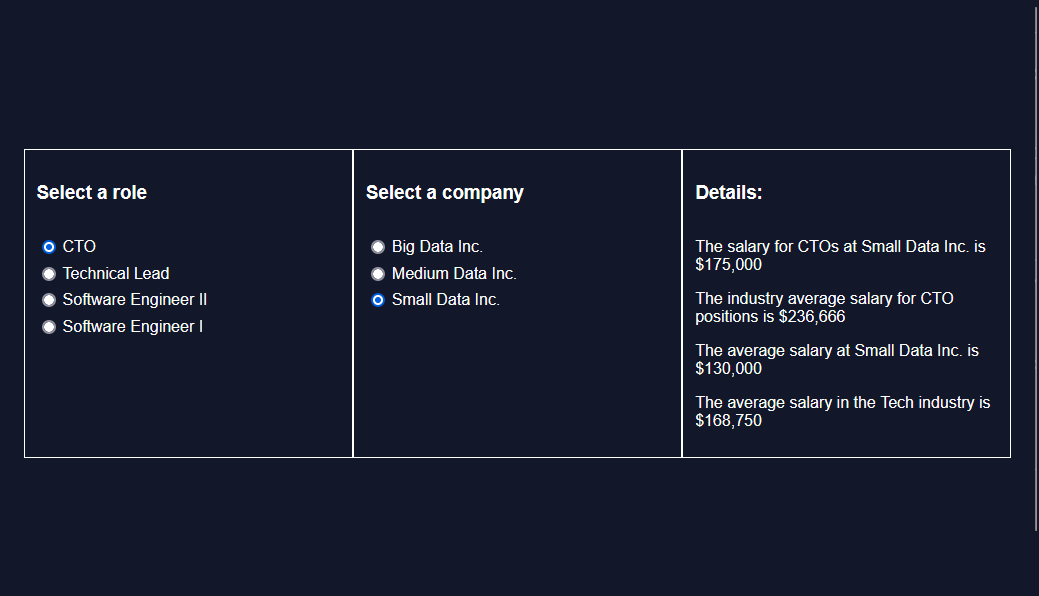 Select a role
CTO
Technical Lead
Software Engineer II
Software Engineer I
Select a company
Big Data Inc.
Medium Data Inc.
Small Data Inc.
Details:
The salary for CTOs at Small Data Inc. is
$175,000
The industry average salary for CTO
positions is $236,666
The average salary at Small Data Inc. is
$130,000
The average salary in the Tech industry is
$168,750